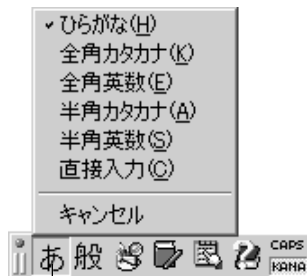 ひらがな(H)
全角カタカナ(K)
全角英数(E)
半角カタカナ(A)
半角英数(S)
直接入力(C)
キャンセル
あ 般 CAPS
KANA